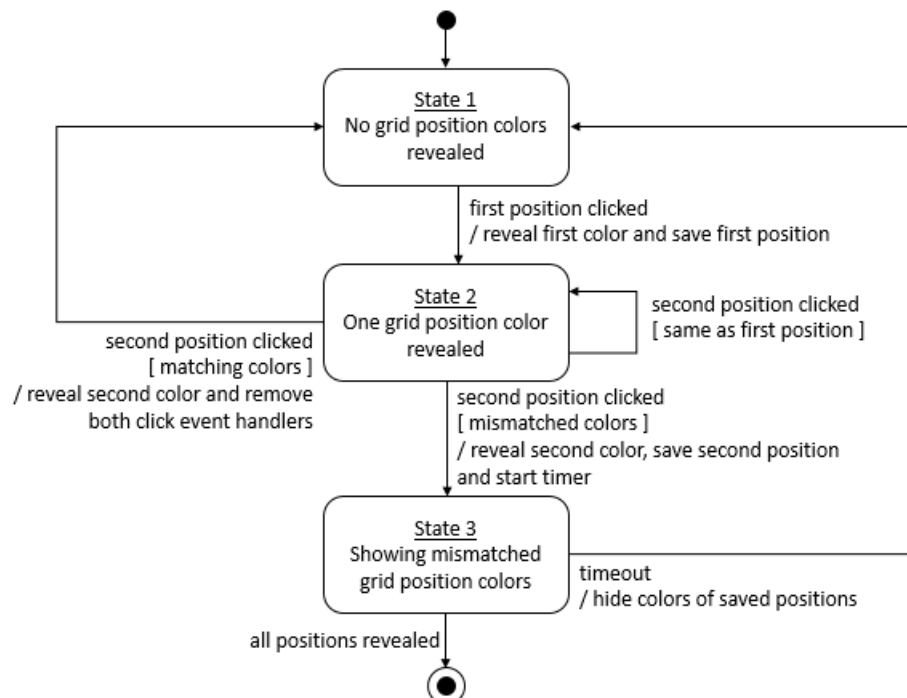 State 1
No grid position colors
revealed
first position clicked
/ reveal first color and save first position
State 2
One grid position color
revealed
second position clicked
[ same as first position ]
second position clicked
[ matching colors ]
/ reveal second color and remove
both click event handlers
second position clicked
[ mismatched colors ]
/ reveal second color, save second position
and start timer
State 3
Showing mismatched
grid position colors
timeout
/ hide colors of saved positions
all positions revealed